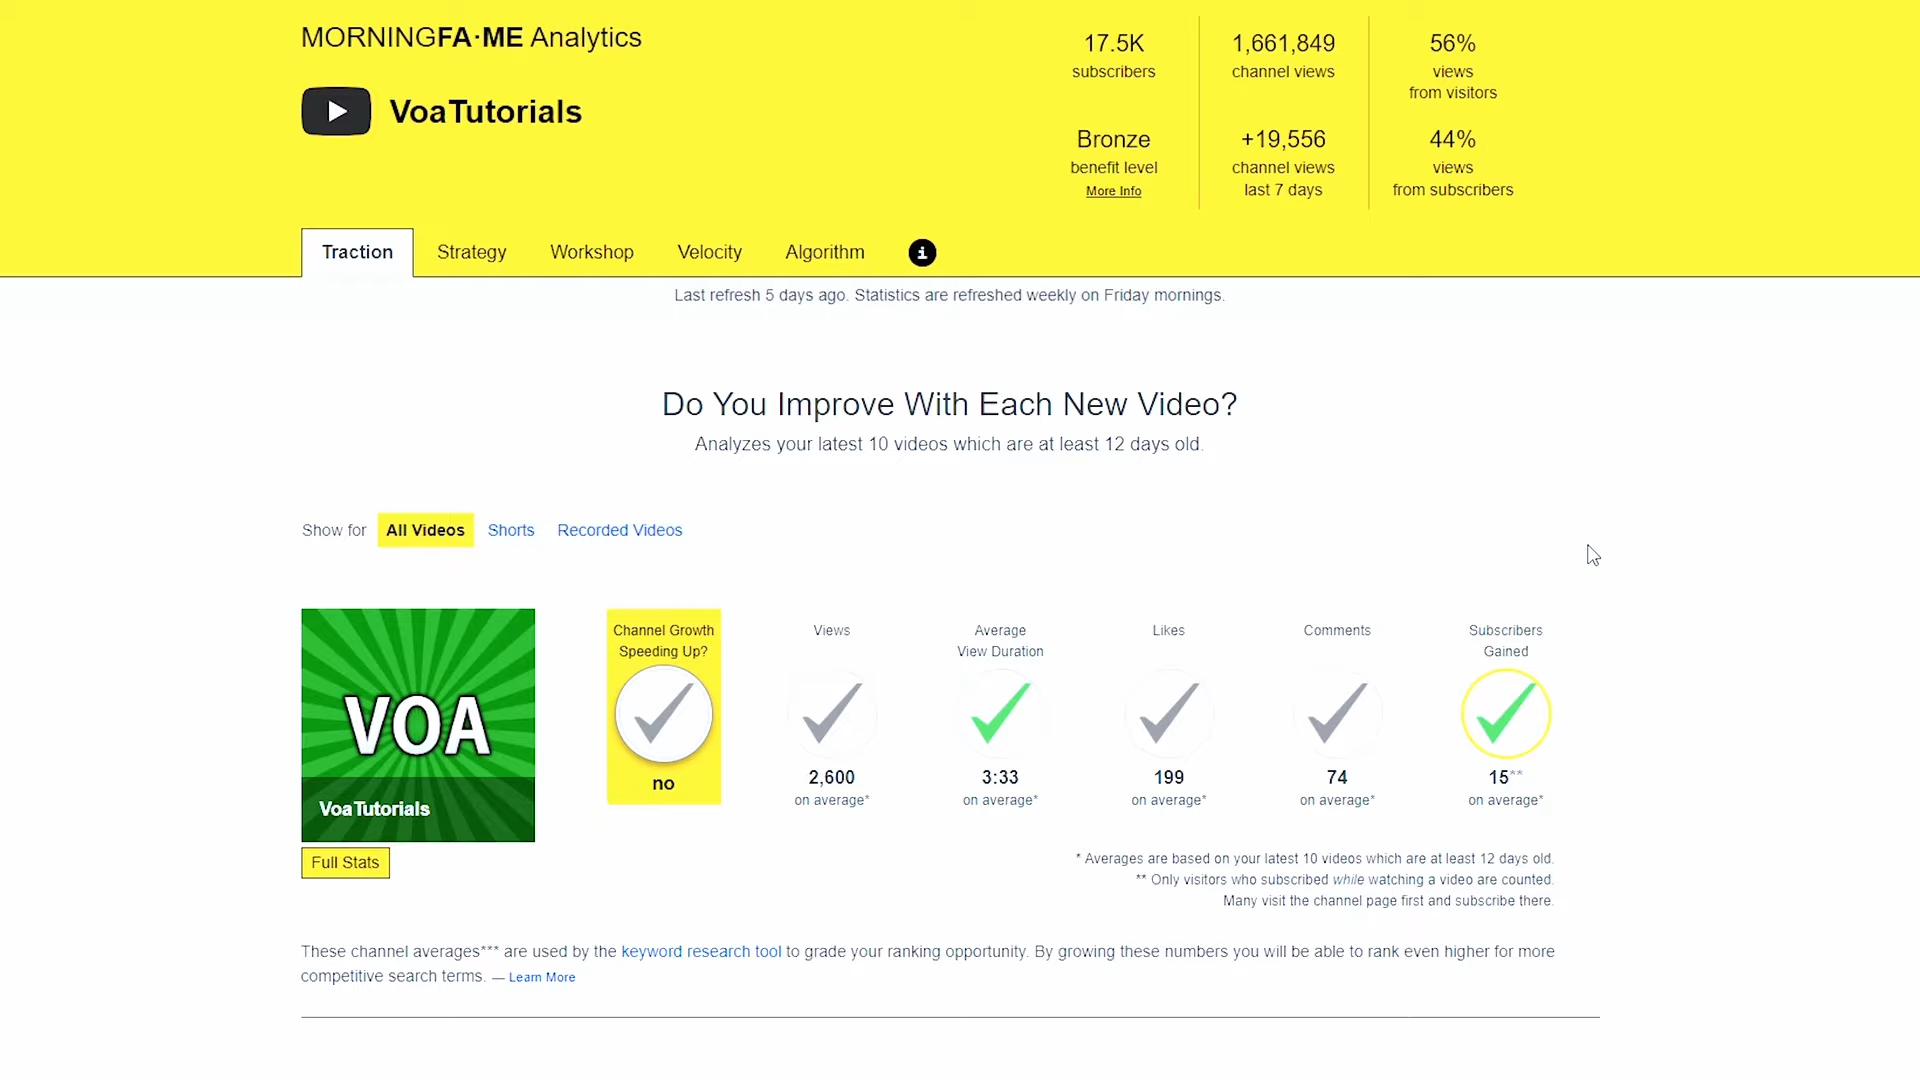 MORNINGFA·ME Analytics
VoaTutorials
17.5K
subscribers
1,661,849
channel views
56%
views
from visitors
Bronze
benefit level
More Info
+19,556
channel views
last 7 days
44%
views
from subscribers
Traction Strategy Workshop Velocity Algorithm i
Last refresh 5 days ago. Statistics are refreshed weekly on Friday mornings.
Do You Improve With Each New Video?
Analyzes your latest 10 videos which are at least 12 days old.
Show for All Videos Shorts Recorded Videos
VOA
VoaTutorials
Full Stats
Channel Growth
Speeding Up?
no
Views
2,600
on average*
Average
View Duration
3:33
on average*
Likes
199
on average*
Comments
74
on average*
Subscribers
Gained
15**
on average*
* Averages are based on your latest 10 videos which are at least 12 days old.
** Only visitors who subscribed while watching a video are counted.
Many visit the channel page first and subscribe there.
These channel averages*** are used by the keyword research tool to grade your ranking opportunity. By growing these numbers you will be able to rank even higher for more
competitive search terms. — Learn More